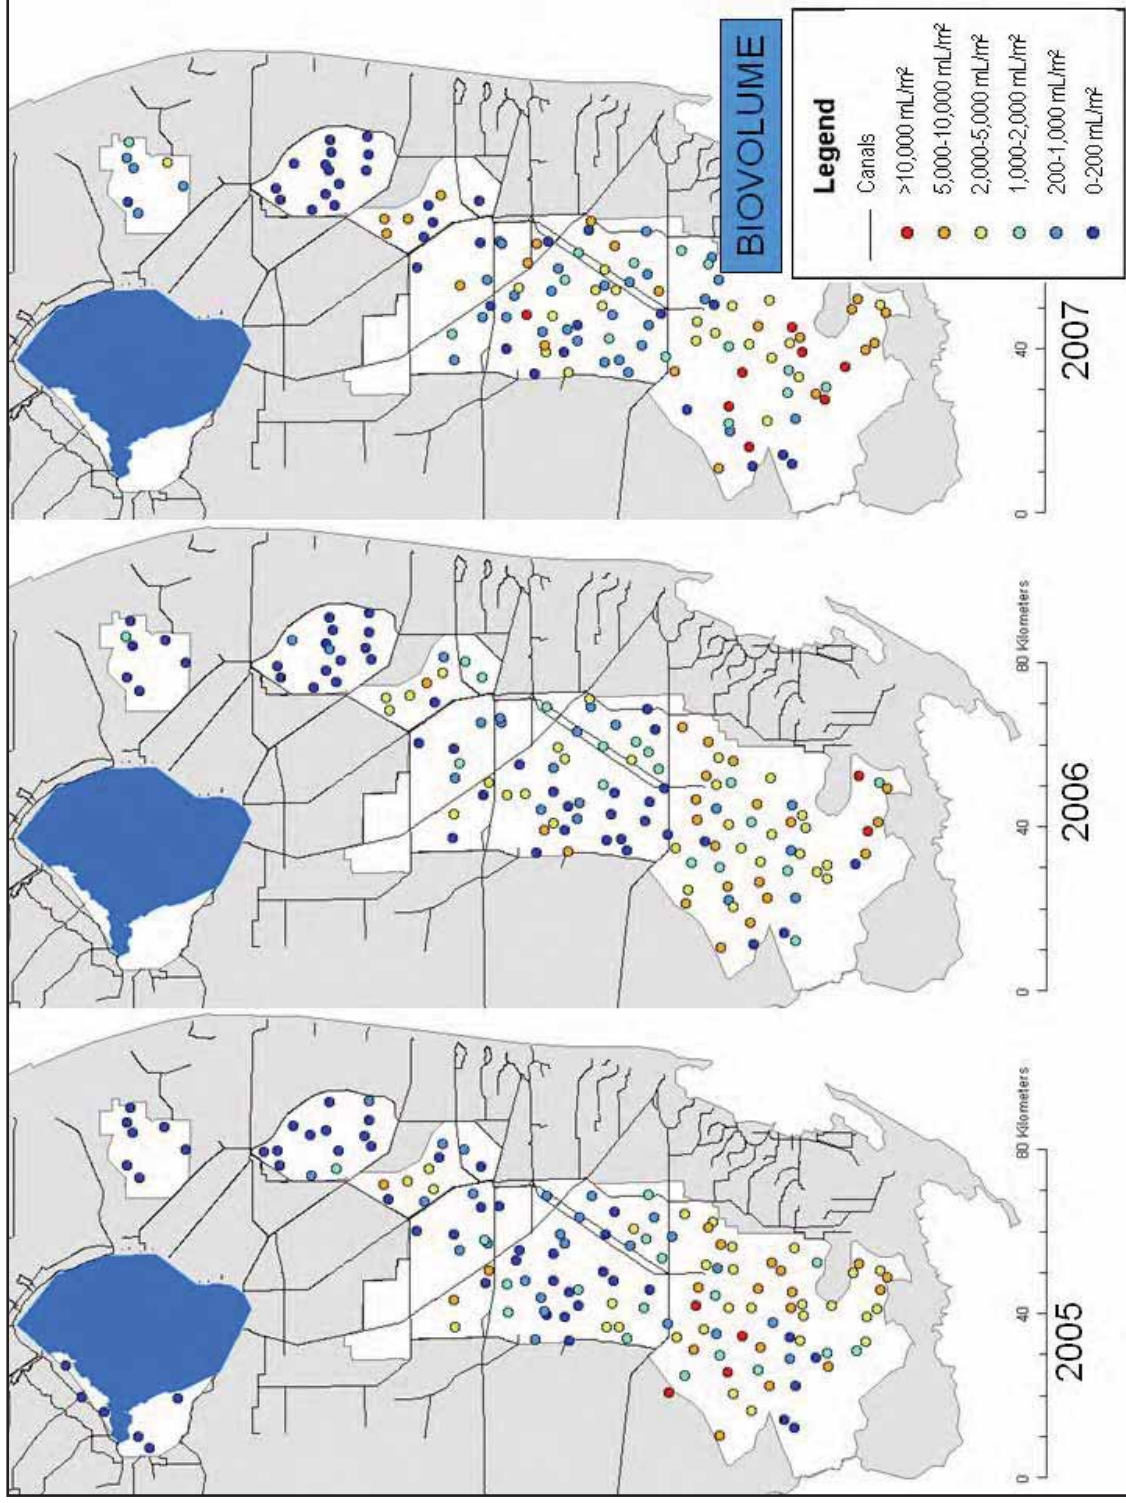 2005
0
40
80 Kilometers
2006
0
40
80 Kilometers
2007
0
40
BIOVOLUME
Legend
Canals
>10,000 mL/m²
5,000-10,000 mL/m²
2,000-5,000 mL/m²
1,000-2,000 mL/m²
200-1,000 mL/m²
0-200 mL/m²